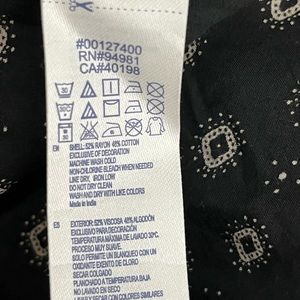 #00127400
RN#94981
CA#40198
EN
SHELL: 52% RAYON 48% COTTON
EXCLUSIVE OF DECORATION
MACHINE WASH COLD
NON-CHLORINE BLEACH WHEN NEEDED
LINE DRY, IRON LOW
DO NOT DRY CLEAN
WASH AND DRY WITH LIKE COLORS
Made in India
ES
EXTERIOR: 52% VISCOSA 48% ALGODÓN
EXCLUSIVO PARA DECORACIÓN
TEMPERATURA MÁXIMA DE LAVADO 30°C.
PROCESO MUY SUAVE.
SOLO PERMITE UN BLANQUEO CON UN
OXIDANTE EXENTO DE CLORO
SECAR COLGADO
PLANCHADO A TEMPERATURA BAJA
NO LAVADO EN SECO
LAVAR Y SECAR CON COLORES SIMILARES